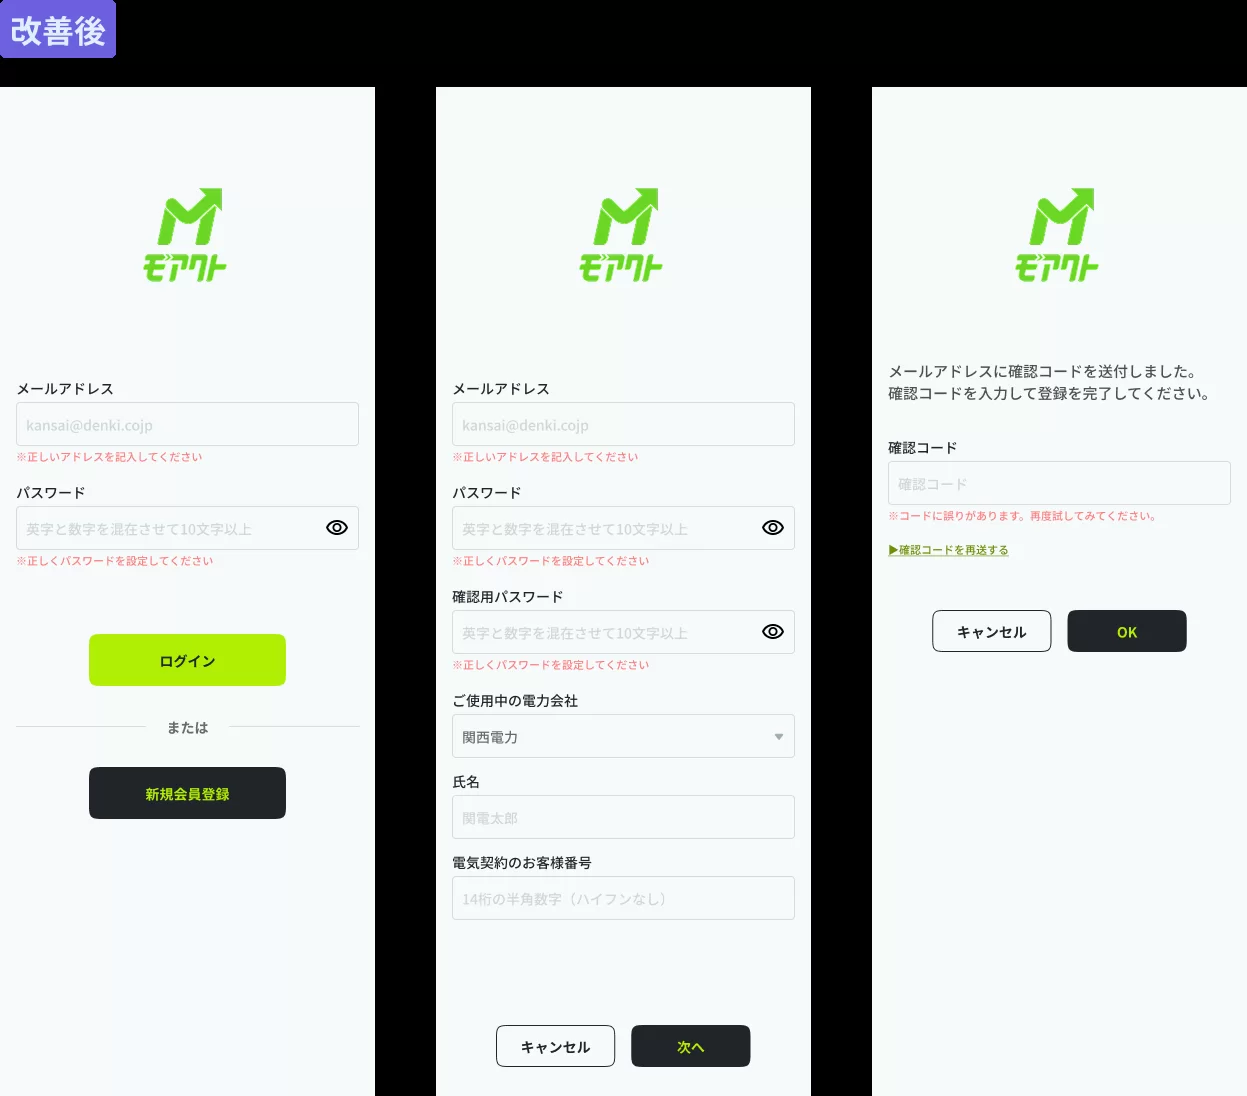 改善後
モアクト
メールアドレス
kansai@denki.cojp
※正しいアドレスを記入してください
パスワード
英字と数字を混在させて10文字以上
※正しくパスワードを設定してください
ログイン
または
新規会員登録
モアクト
メールアドレス
kansai@denki.cojp
※正しいアドレスを記入してください
パスワード
英字と数字を混在させて10文字以上
※正しくパスワードを設定してください
確認用パスワード
英字と数字を混在させて10文字以上
※正しくパスワードを設定してください
ご使用中の電力会社
関西電力
氏名
関電太郎
電気契約のお客様番号
14桁の半角数字（ハイフンなし）
キャンセル
次へ
モアクト
メールアドレスに確認コードを送付しました。
確認コードを入力して登録を完了してください。
確認コード
確認コード
※コードに誤りがあります。再度試してみてください。
▶確認コードを再送する
キャンセル
OK